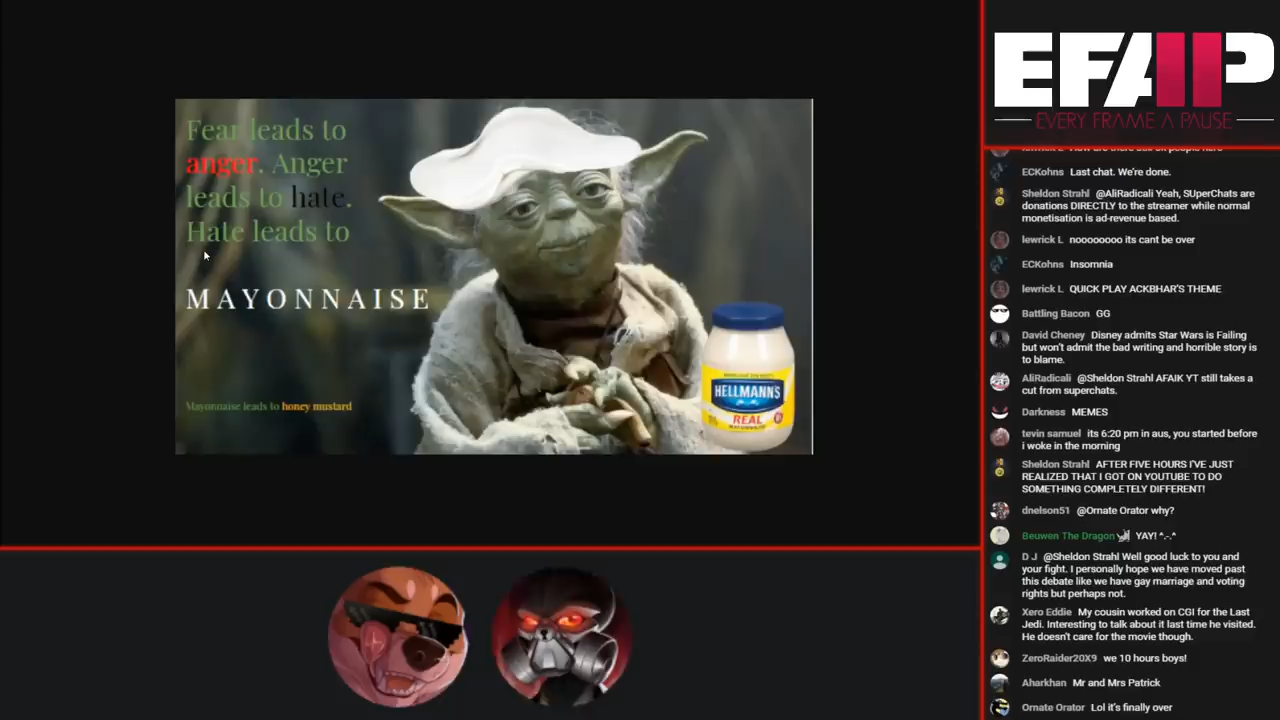 Fear leads to
anger. Anger
leads to hate.
Hate leads to
MAYONNAISE
Mayonnaise leads to honey mustard
HELLMANN'S
REAL
EFAP
EVERY FRAME A PAUSE
ECKohns Last chat. We're done.
Sheldon Strahl @AliRadicali Yeah, SUperChats are
donations DIRECTLY to the streamer while normal
monetisation is ad-revenue based.
lewrick L noooooooo its cant be over
ECKohns Insomnia
lewrick L QUICK PLAY ACKBHAR'S THEME
Battling Bacon GG
David Cheney Disney admits Star Wars is Failing
but won't admit the bad writing and horrible story is
to blame.
AliRadicali @Sheldon Strahl AFAIK YT still takes a
cut from superchats.
Darkness MEMES
tevin samuel its 6:20 pm in aus, you started before
i woke in the morning
Sheldon Strahl AFTER FIVE HOURS I'VE JUST
REALIZED THAT I GOT ON YOUTUBE TO DO
SOMETHING COMPLETELY DIFFERENT!
dnelson51 @Ornate Orator why?
Beuwen The Dragon YAY! ^.-.^
D J @Sheldon Strahl Well good luck to you and
your fight. I personally hope we have moved past
this debate like we have gay marriage and voting
rights but perhaps not.
Xero Eddie My cousin worked on CGI for the Last
Jedi. Interesting to talk about it last time he visited.
He doesn't care for the movie though.
ZeroRaider20X9 we 10 hours boys!
Aharkhan Mr and Mrs Patrick
Ornate Orator Lol it's finally over